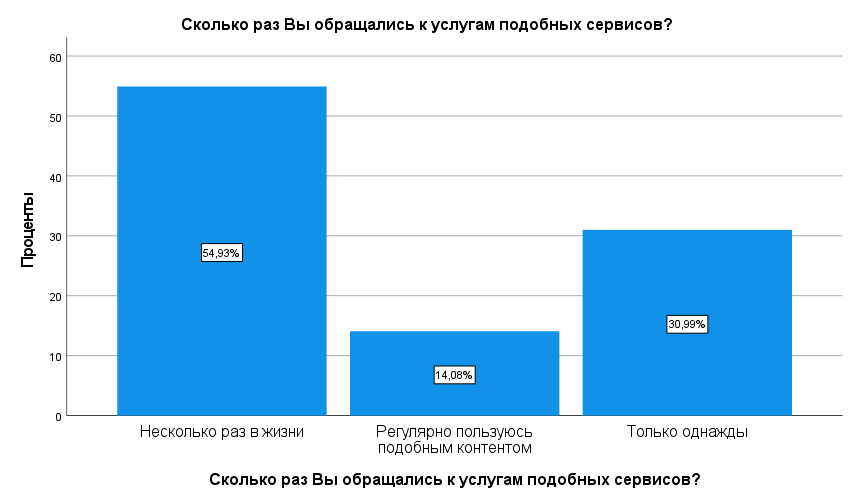 Сколько раз Вы обращались к услугам подобных сервисов?
60
50
40
30
20
10
0
Проценты
54,93%
14,08%
30,99%
Несколько раз в жизни
Регулярно пользуюсь
подобным контентом
Только однажды
Сколько раз Вы обращались к услугам подобных сервисов?